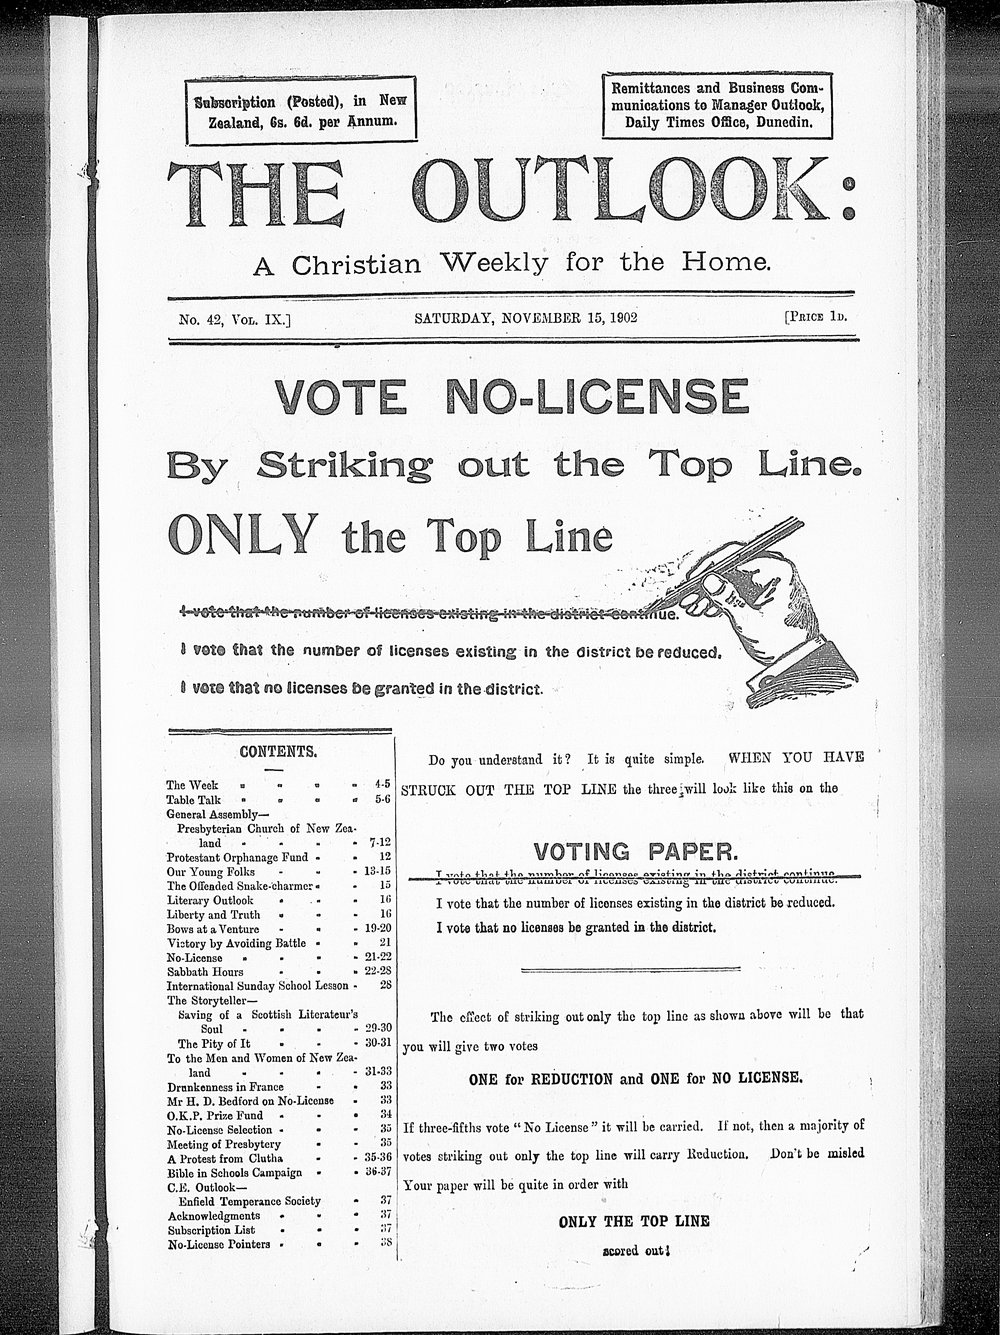 Subscription (Posted), in New
Zealand, 6s. 6d. per Annum.
Remittances and Business Com-
munications to Manager Outlook,
Daily Times Office, Dunedin.
THE OUTLOOK:
A Christian Weekly for the Home.
No. 42, Vol. IX.]
SATURDAY, NOVEMBER 15, 1902
[Price 1d.
VOTE NO-LICENSE
By Striking out the Top Line.
ONLY the Top Line
I vote that the number of licenses existing in the district continue.
I vote that the number of licenses existing in the district be reduced.
I vote that no licenses be granted in the district.
CONTENTS.
The Week - - - - 4-5
Table Talk - - - - 5-6
General Assembly—
Presbyterian Church of New Zea-
land - - - - 7-12
Protestant Orphanage Fund - - 12
Our Young Folks - - - 13-15
The Offended Snake-charmer - - 15
Literary Outlook - - - 16
Liberty and Truth - - - 16
Bows at a Venture - - - 19-20
Victory by Avoiding Battle - - 21
No-License - - - - 21-22
Sabbath Hours - - - 22-28
International Sunday School Lesson - 28
The Storyteller—
Saving of a Scottish Literateur's
Soul - - - - 29-30
The Pity of It - - - 30-31
To the Men and Women of New Zea-
land - - - - 31-33
Drunkenness in France - - 33
Mr H. D. Bedford on No-License - 33
O.K.P. Prize Fund - - - 34
No-License Selection - - - 35
Meeting of Presbytery - - 35
A Protest from Clutha - - 35-36
Bible in Schools Campaign - - 36-37
C.E. Outlook—
Enfield Temperance Society - 37
Acknowledgments - - - 37
Subscription List - - - 37
No-License Pointers - - - 38
Do you understand it? It is quite simple. WHEN YOU HAVE
STRUCK OUT THE TOP LINE the three will look like this on the
VOTING PAPER.
I vote that the number of licenses existing in the district continue.
I vote that the number of licenses existing in the district be reduced.
I vote that no licenses be granted in the district.
The effect of striking out only the top line as shown above will be that
you will give two votes
ONE for REDUCTION and ONE for NO LICENSE.
If three-fifths vote "No License" it will be carried. If not, then a majority of
votes striking out only the top line will carry Reduction. Don't be misled
Your paper will be quite in order with
ONLY THE TOP LINE
scored out!